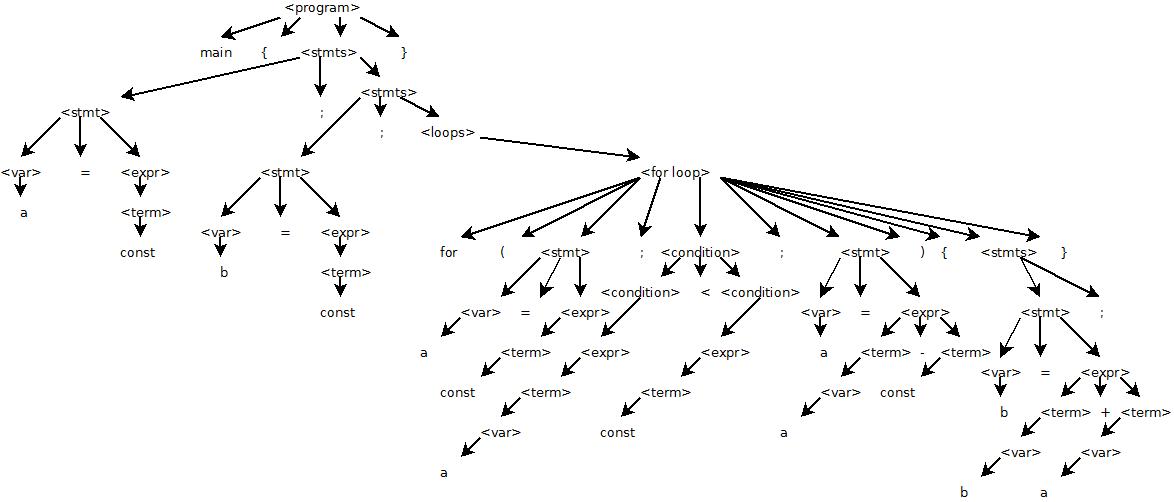 <program>
main { <stmts> }
<stmts>
<stmt> ;
; <loops>
<var> = <expr> <stmt> <for loop>
a <term>
<var> = <expr>
const for ( <stmt> ; <condition> ; <stmt> ) { <stmts> }
b <term>
<condition> < <condition>
const <var> = <expr> <var> = <expr> <stmt> ;
a <term> <expr> <expr> a <term> - <term>
<var> = <expr>
const <term> <term> <var> const
b <term> + <term>
<var> const a
<var> <var>
a
b a